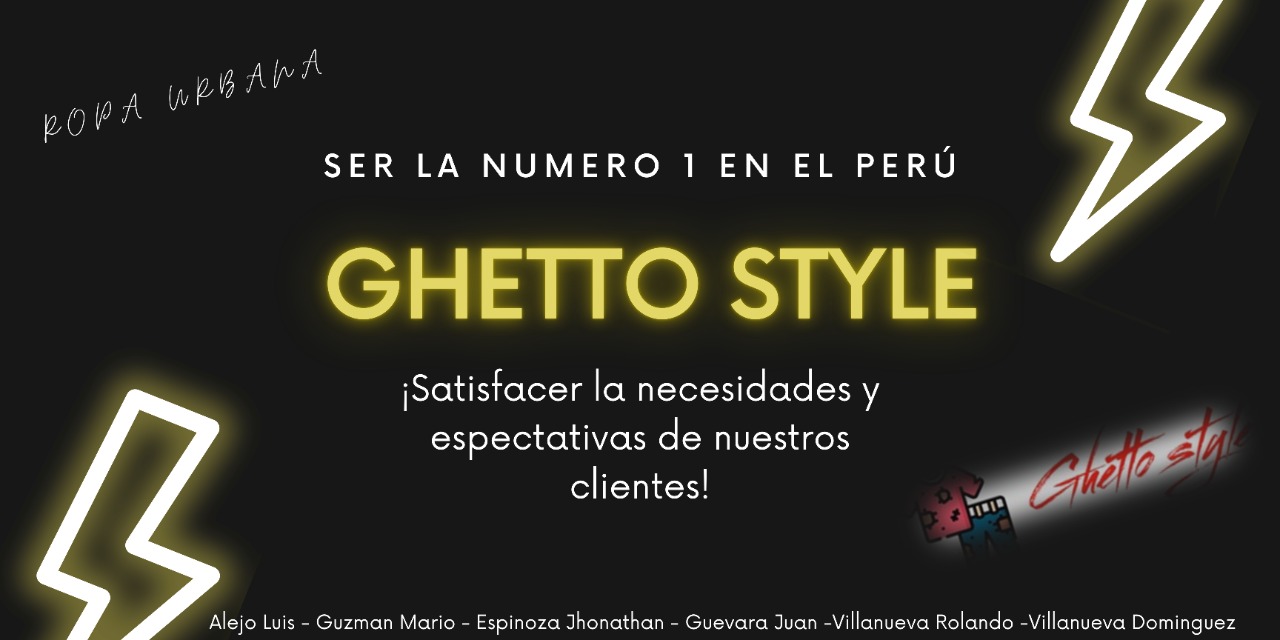 ROPA URBANA
SER LA NUMERO 1 EN EL PERÚ
GHETTO STYLE
¡Satisfacer la necesidades y
espectativas de nuestros
clientes!
Ghetto style
Alejo Luis - Guzman Mario - Espinoza Jhonathan - Guevara Juan -Villanueva Rolando -Villanueva Dominguez